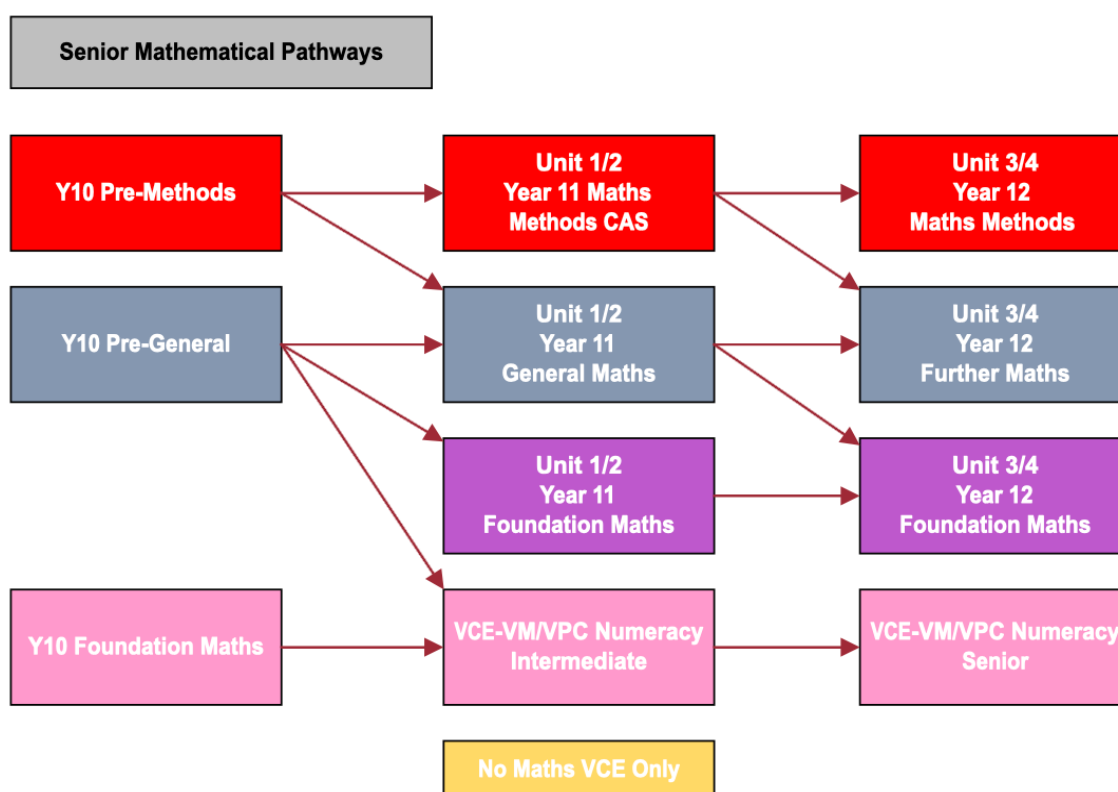 Senior Mathematical Pathways
Y10 Pre-Methods
Unit 1/2
Year 11 Maths
Methods CAS
Unit 3/4
Year 12
Maths Methods
Y10 Pre-General
Unit 1/2
Year 11
General Maths
Unit 3/4
Year 12
Further Maths
Unit 1/2
Year 11
Foundation Maths
Unit 3/4
Year 12
Foundation Maths
Y10 Foundation Maths
VCE-VM/VPC Numeracy
Intermediate
VCE-VM/VPC Numeracy
Senior
No Maths VCE Only